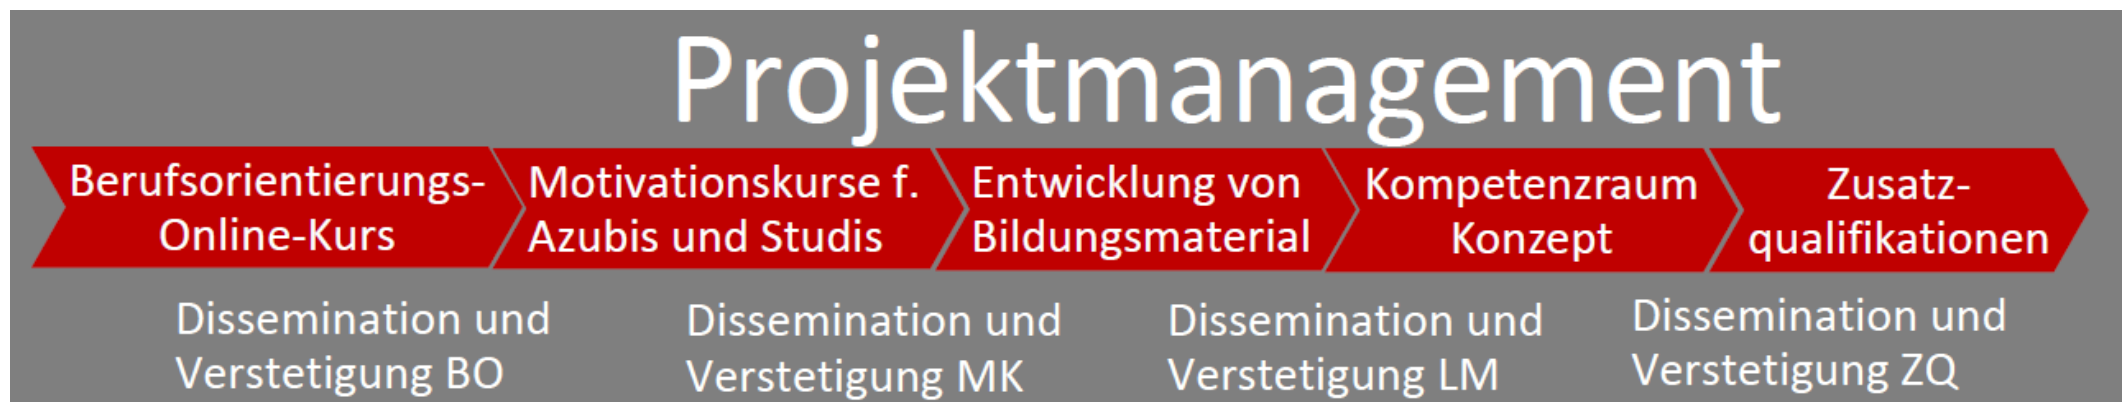 Projektmanagement
Berufsorientierungs-
Online-Kurs
Motivationskurse f.
Azubis und Studis
Entwicklung von
Bildungsmaterial
Kompetenzraum
Konzept
Zusatz-
qualifikationen
Dissemination und
Verstetigung BO
Dissemination und
Verstetigung MK
Dissemination und
Verstetigung LM
Dissemination und
Verstetigung ZQ